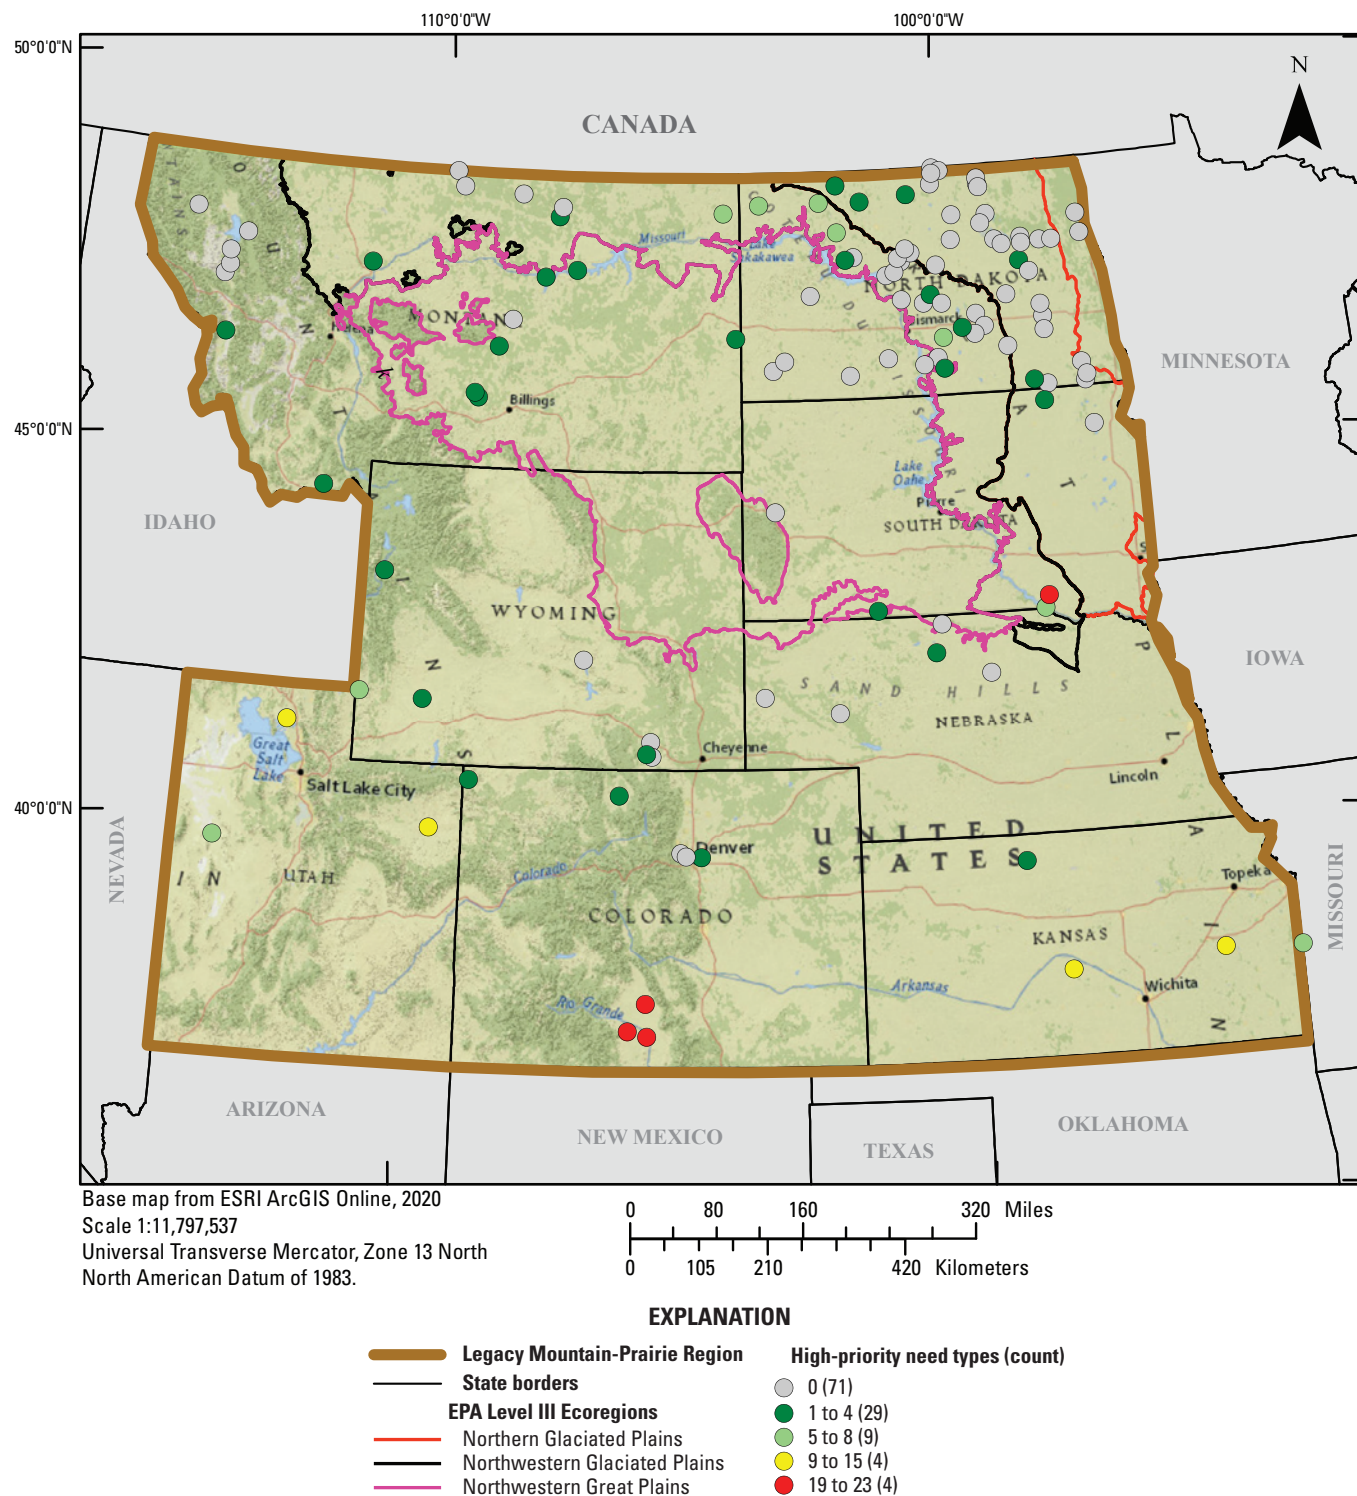 110°0'0"W
100°0'0"W
50°0'0"N
N
CANADA
Missouri
Lake
Sakakawea
NORTH DAKOTA
MONTANA
Helena
Bismarck
MINNESOTA
Billings
45°0'0"N
Lake
Oahe
Pierre
IDAHO
SOUTH DAKOTA
S
WYOMING
IOWA
SAND HILLS
NEBRASKA
Great
Salt
Lake
Cheyenne
Salt Lake City
Lincoln
40°0'0"N
UNITED
STATES
Denver
NEVADA
Colorado
IN
UTAH
Topeka
COLORADO
KANSAS
MISSOURI
Arkansas
Wichita
Rio Grande
ARIZONA
NEW MEXICO
TEXAS
OKLAHOMA
Base map from ESRI ArcGIS Online, 2020
Scale 1:11,797,537
Universal Transverse Mercator, Zone 13 North
North American Datum of 1983.
0 80 160 320 Miles
0 105 210 420 Kilometers
EXPLANATION
Legacy Mountain-Prairie Region
State borders
EPA Level III Ecoregions
Northern Glaciated Plains
Northwestern Glaciated Plains
Northwestern Great Plains
High-priority need types (count)
0 (71)
1 to 4 (29)
5 to 8 (9)
9 to 15 (4)
19 to 23 (4)